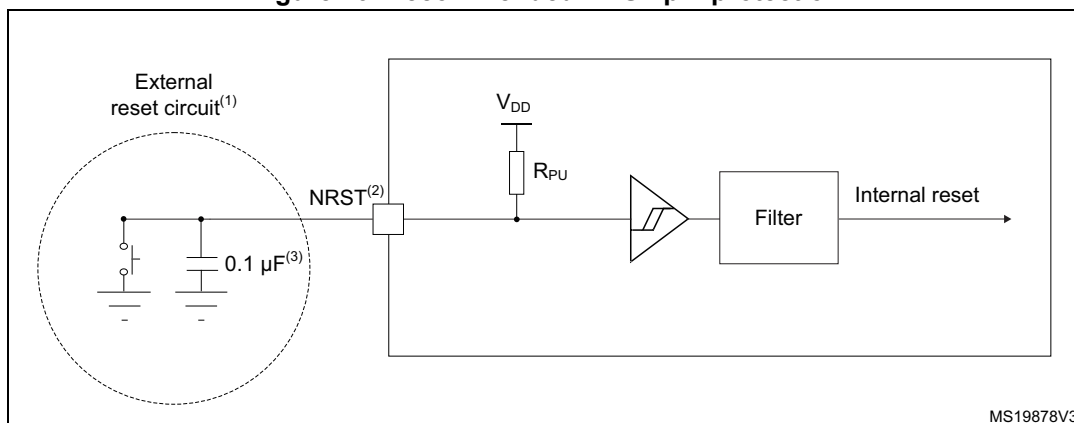 External
reset circuit(1)
VDD
RPU
NRST(2)
Filter
Internal reset
0.1 µF(3)
MS19878V3